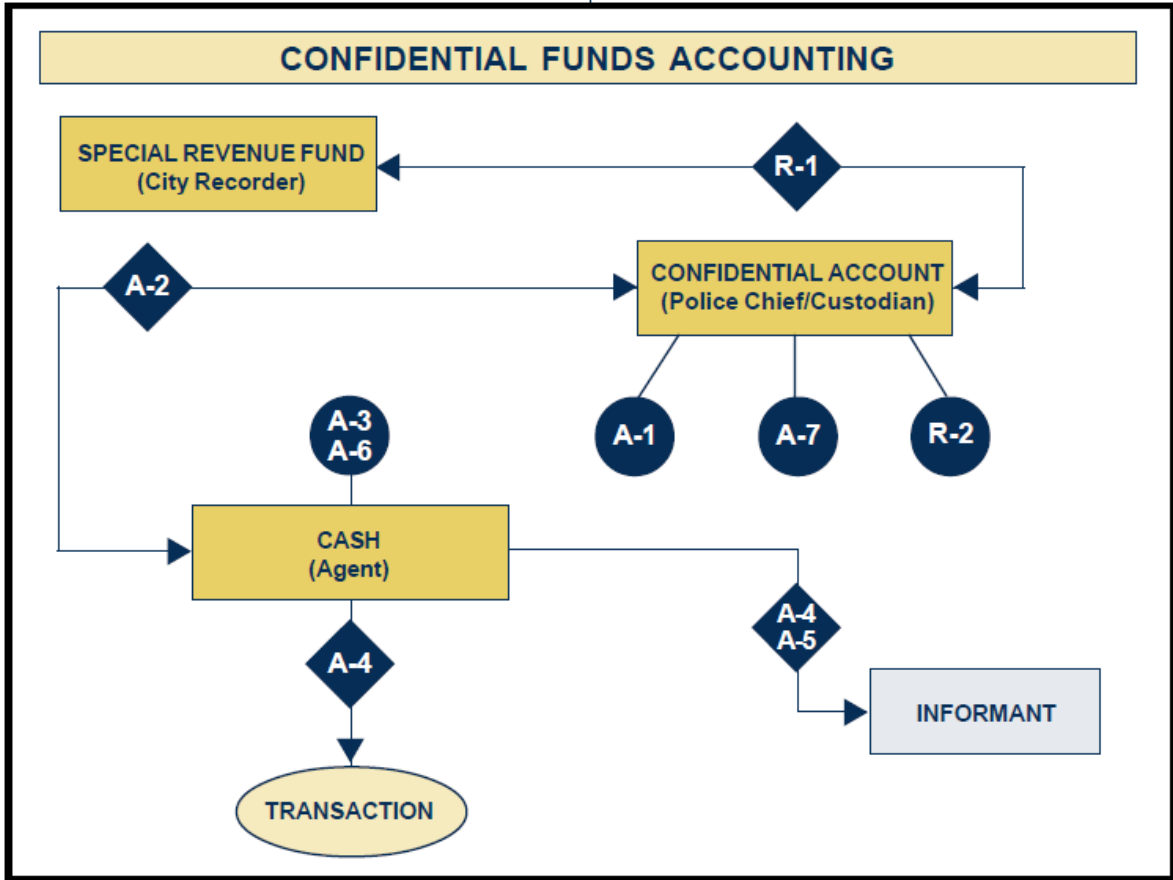 CONFIDENTIAL FUNDS ACCOUNTING
SPECIAL REVENUE FUND
(City Recorder)
R-1
A-2
CONFIDENTIAL ACCOUNT
(Police Chief/Custodian)
A-3
A-6
A-1
A-7
R-2
CASH
(Agent)
A-4
A-5
A-4
INFORMANT
TRANSACTION